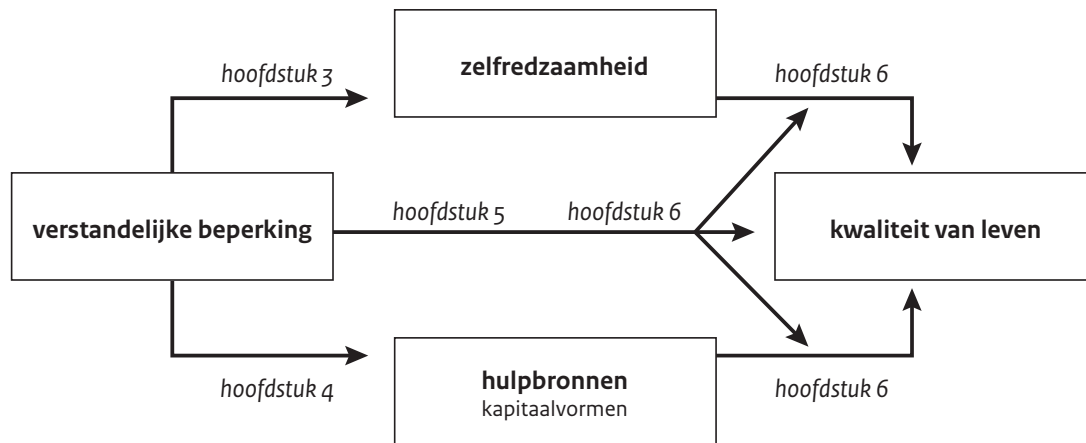 zelfredzaamheid
hoofdstuk 3
hoofdstuk 6
verstandelijke beperking
hoofdstuk 5
hoofdstuk 6
kwaliteit van leven
hulpbronnen
kapitaalvormen
hoofdstuk 4
hoofdstuk 6